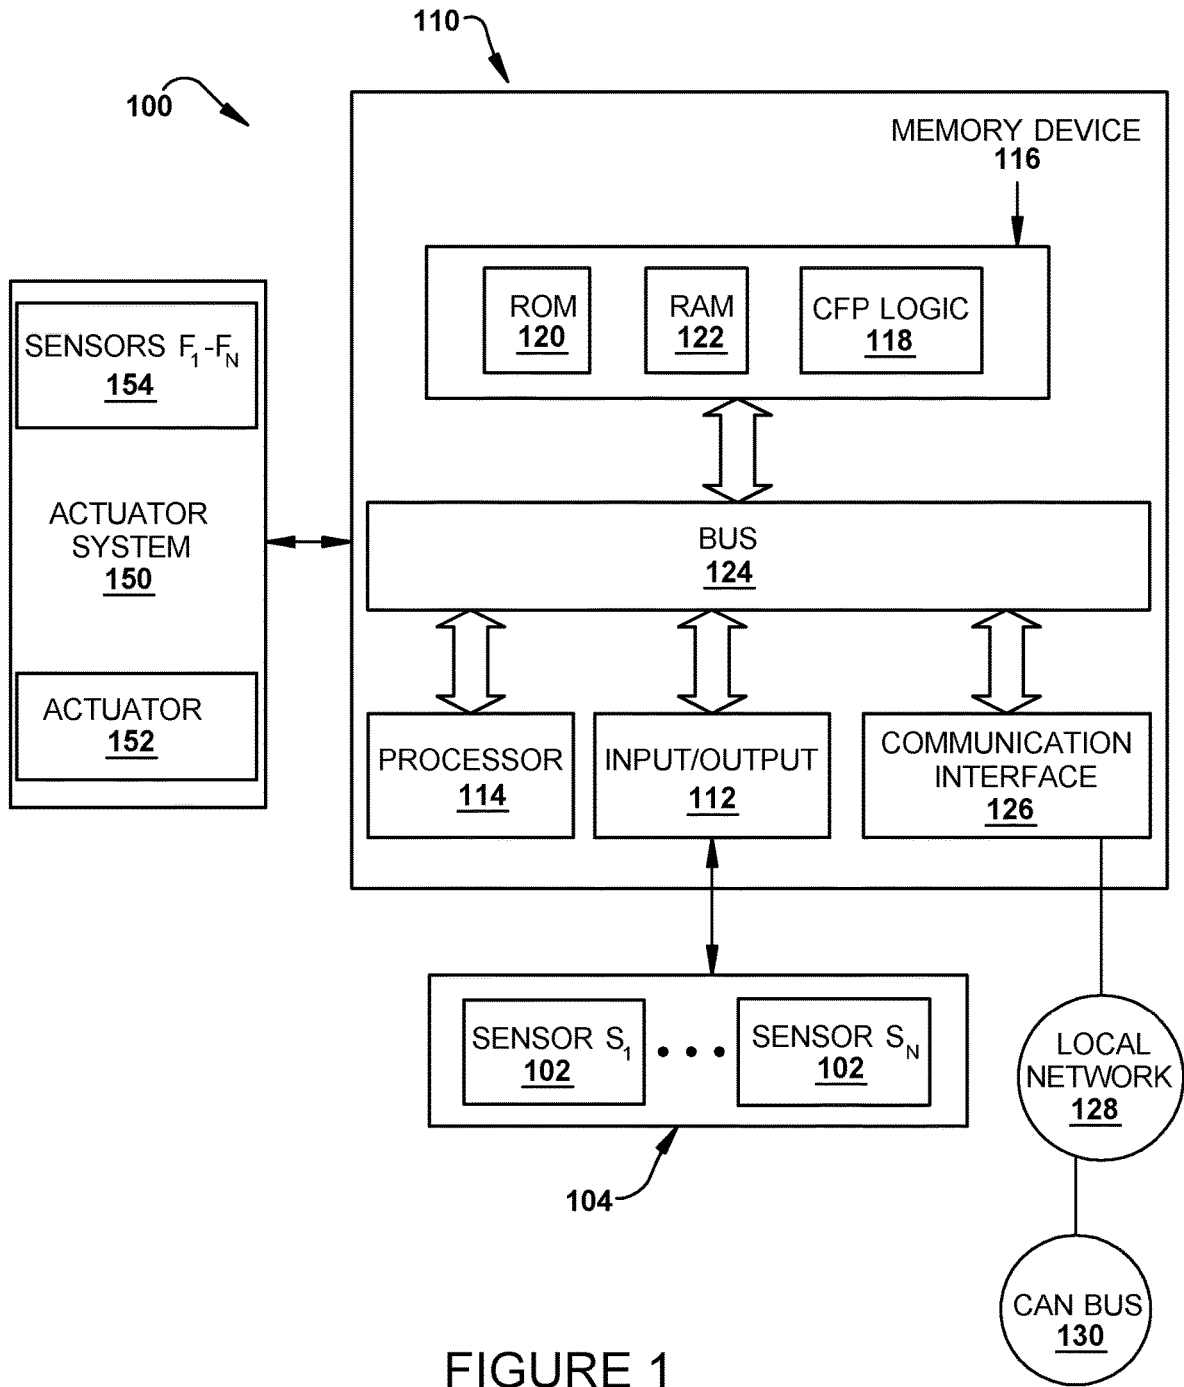 110
100
MEMORY DEVICE
116
ROM
120
RAM
122
CFP LOGIC
118
SENSORS F1-FN
154
ACTUATOR
SYSTEM
150
ACTUATOR
152
BUS
124
PROCESSOR
114
INPUT/OUTPUT
112
COMMUNICATION
INTERFACE
126
SENSOR S1
102
• • •
SENSOR SN
102
104
LOCAL
NETWORK
128
CAN BUS
130
FIGURE 1